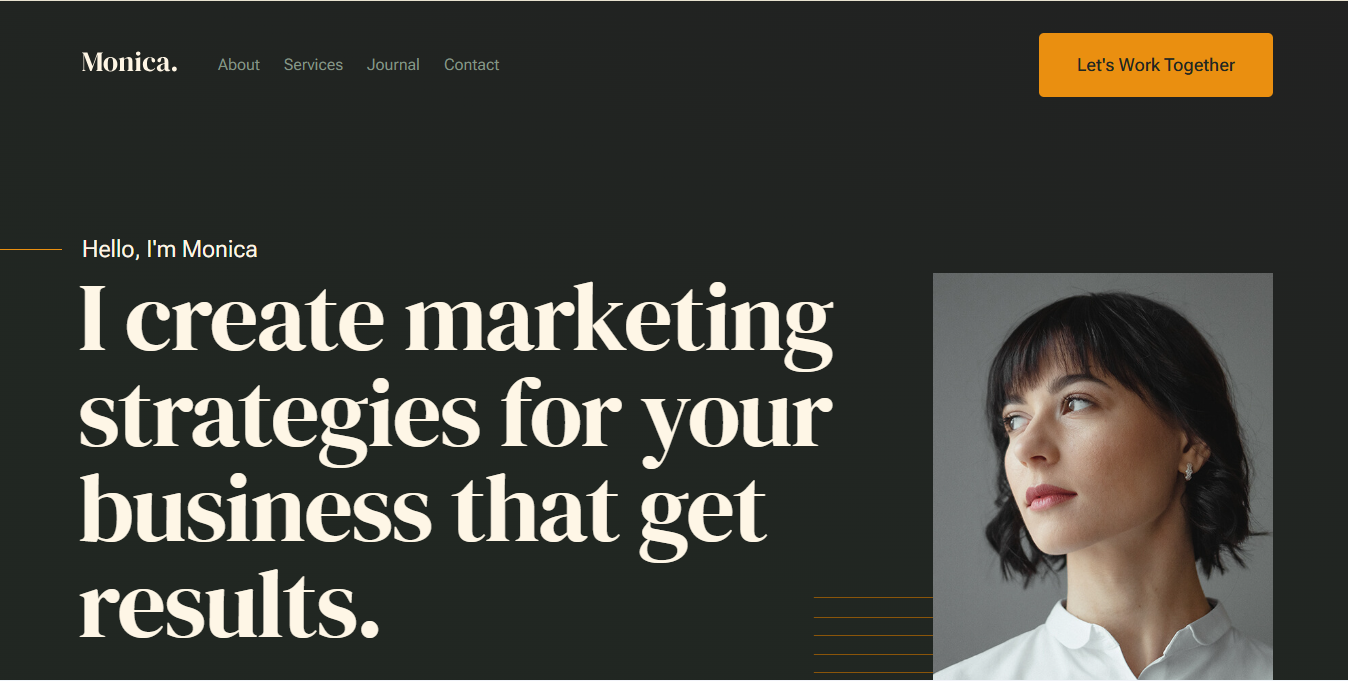 Monica.
About Services Journal Contact
Let's Work Together
Hello, I'm Monica
I create marketing
strategies for your
business that get
results.